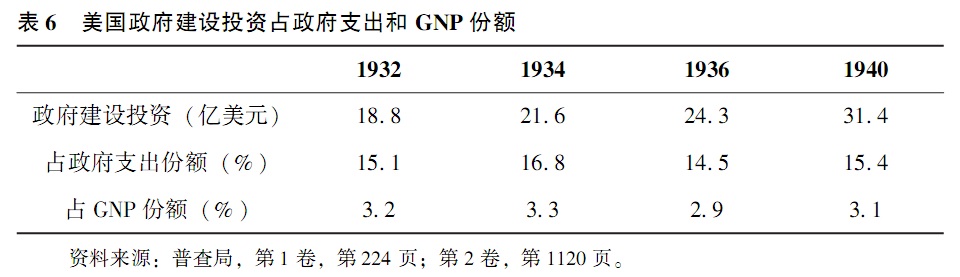 表 6 美国政府建设投资占政府支出和 GNP 份额
1932 1934 1936 1940
政府建设投资（亿美元） 18.8 21.6 24.3 31.4
占政府支出份额（%） 15.1 16.8 14.5 15.4
占 GNP 份额（%） 3.2 3.3 2.9 3.1
资料来源：普查局，第 1 卷，第 224 页；第 2 卷，第 1120 页。